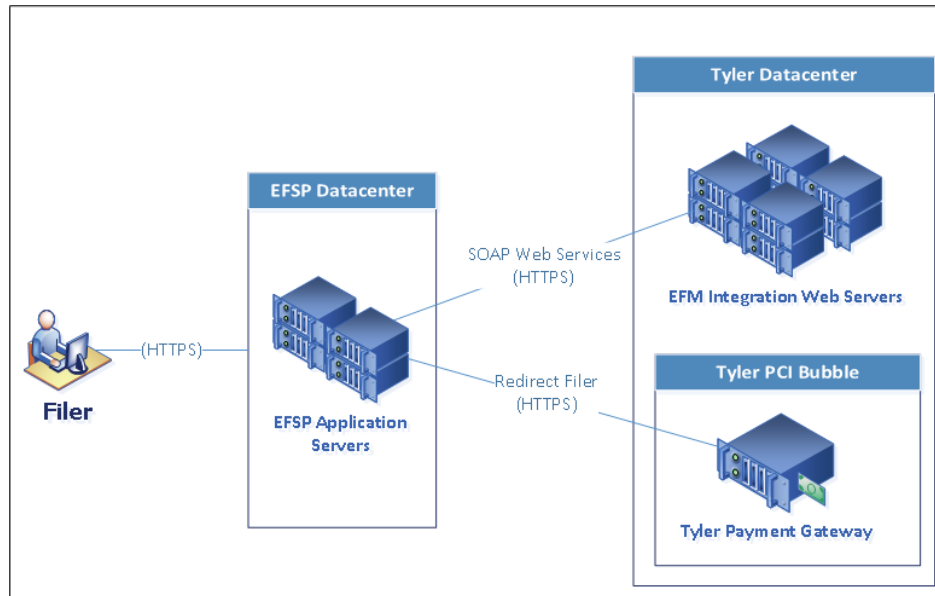 Tyler Datacenter
EFSP Datacenter
SOAP Web Services
(HTTPS)
EFM Integration Web Servers
(HTTPS)
Filer
Redirect Filer
(HTTPS)
Tyler PCI Bubble
EFSP Application
Servers
Tyler Payment Gateway